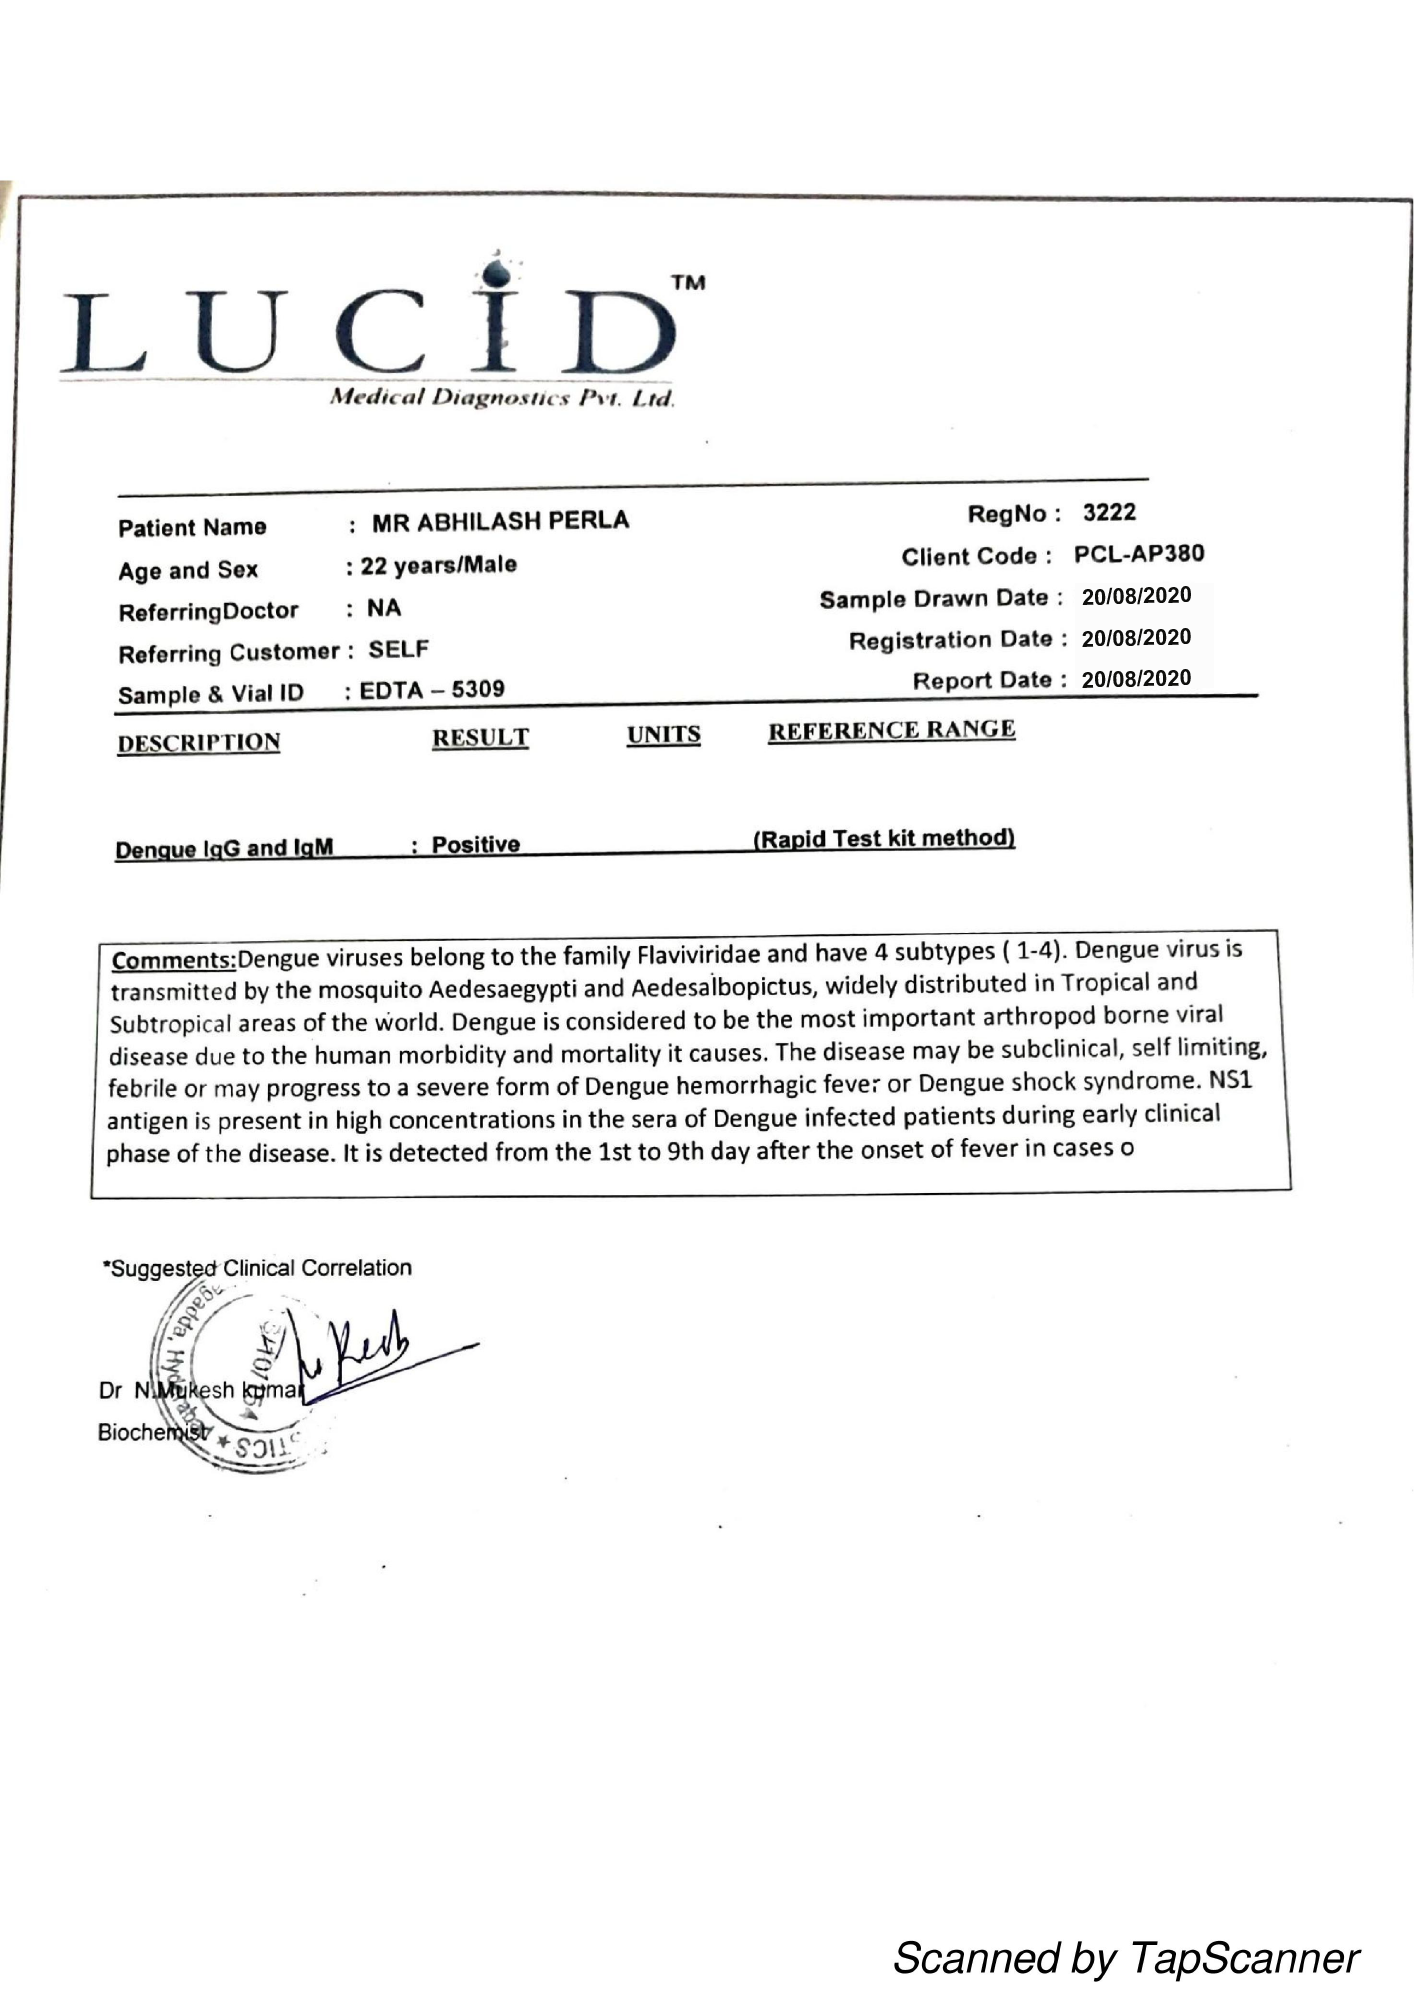 LUCID™
Medical Diagnostics Pvt. Ltd.
Patient Name : MR ABHILASH PERLA RegNo : 3222
Age and Sex : 22 years/Male Client Code : PCL-AP380
ReferringDoctor : NA Sample Drawn Date : 20/08/2020
Referring Customer : SELF Registration Date : 20/08/2020
Sample & Vial ID : EDTA – 5309 Report Date : 20/08/2020
DESCRIPTION RESULT UNITS REFERENCE RANGE
Dengue IgG and IgM : Positive (Rapid Test kit method)
Comments:Dengue viruses belong to the family Flaviviridae and have 4 subtypes ( 1-4). Dengue virus is
transmitted by the mosquito Aedesaegypti and Aedesalbopictus, widely distributed in Tropical and
Subtropical areas of the world. Dengue is considered to be the most important arthropod borne viral
disease due to the human morbidity and mortality it causes. The disease may be subclinical, self limiting,
febrile or may progress to a severe form of Dengue hemorrhagic fever or Dengue shock syndrome. NS1
antigen is present in high concentrations in the sera of Dengue infected patients during early clinical
phase of the disease. It is detected from the 1st to 9th day after the onset of fever in cases o
*Suggested Clinical Correlation
Dr N.Mukesh kumar
Biochemist
Scanned by TapScanner